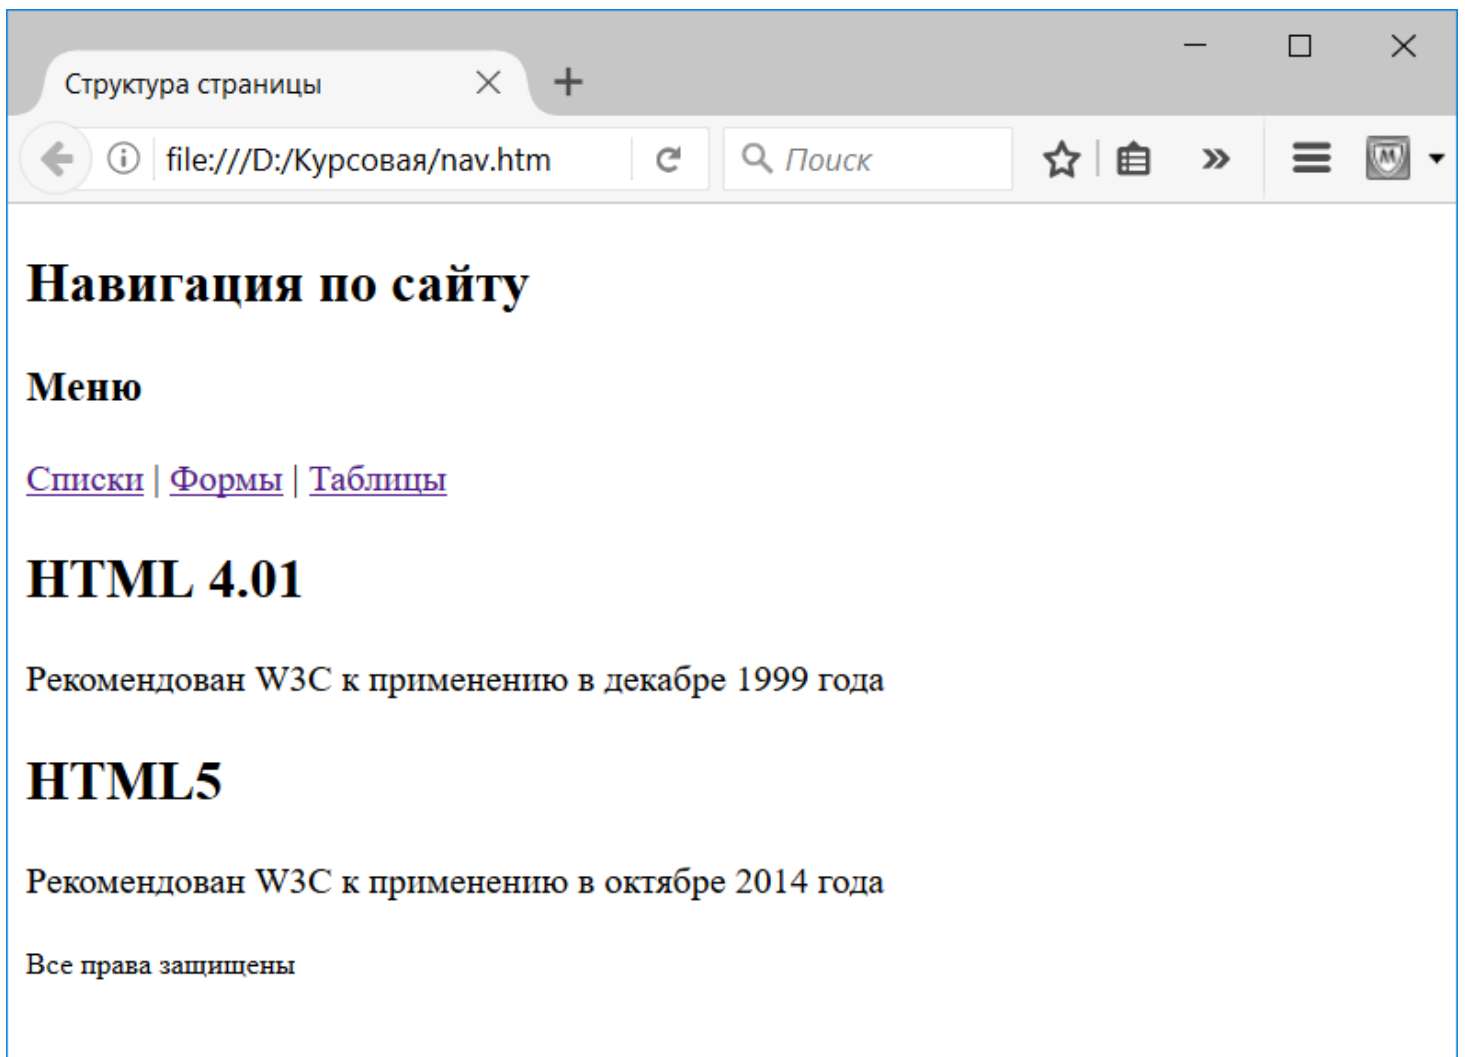 Структура страницы
file:///D:/Курсовая/nav.htm
Поиск
M
Навигация по сайту
Меню
Списки | Формы | Таблицы
HTML 4.01
Рекомендован W3C к применению в декабре 1999 года
HTML5
Рекомендован W3C к применению в октябре 2014 года
Все права защищены